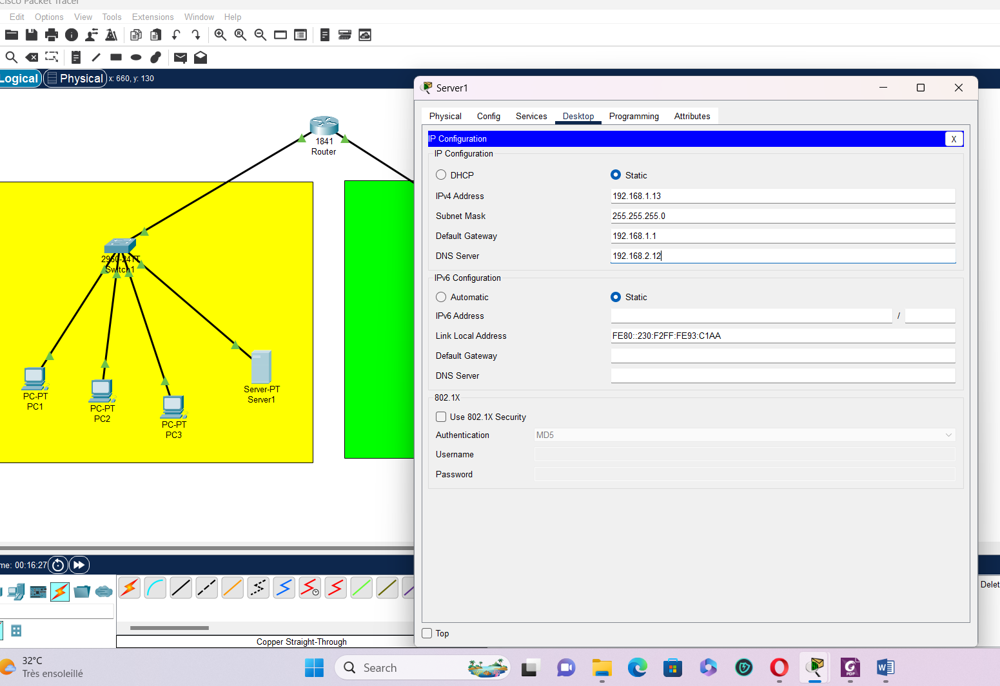 Cisco Packet Tracer
Edit Options View Tools Extensions Window Help
Logical Physical x: 660, y: 130
1841
Router
2950-24TT
Switch1
PC-PT
PC1
PC-PT
PC2
PC-PT
PC3
Server-PT
Server1
Server1
Physical Config Services Desktop Programming Attributes
IP Configuration X
IP Configuration
DHCP Static
IPv4 Address 192.168.1.13
Subnet Mask 255.255.255.0
Default Gateway 192.168.1.1
DNS Server 192.168.2.12
IPv6 Configuration
Automatic Static
IPv6 Address /
Link Local Address FE80::230:F2FF:FE93:C1AA
Default Gateway
DNS Server
802.1X
Use 802.1X Security
Authentication MD5
Username
Password
Top
me: 00:16:27
Delet
Copper Straight-Through
32°C
Très ensoleillé
Search
PDF